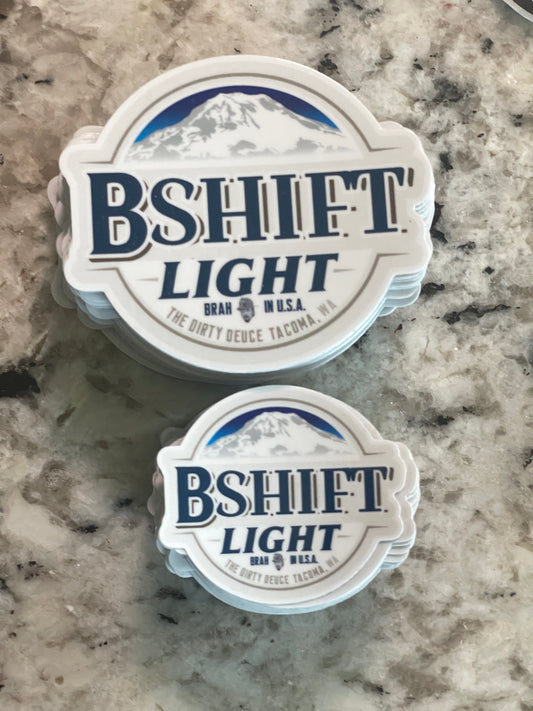 BSHIFT
LIGHT
BRAH IN U.S.A.
THE DIRTY DEUCE TACOMA, WA
BSHIFT
LIGHT
BRAH IN U.S.A.
THE DIRTY DEUCE TACOMA, WA